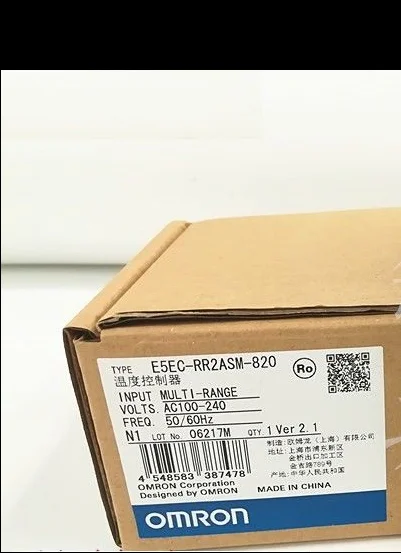 TYPE E5EC-RR2ASM-820
温度控制器
Ro
INPUT MULTI-RANGE
VOLTS. AC100-240
FREQ. 50/60Hz
N1 LOT No. 06217M QTY. 1 Ver 2.1
制造:欧姆龙(上海)有限公司
地址:上海市浦东新区
金桥出口加工区
金吉路789号
产地:中华人民共和国
4 548583 387478
OMRON Corporation
Designed by OMRON MADE IN CHINA
OMRON